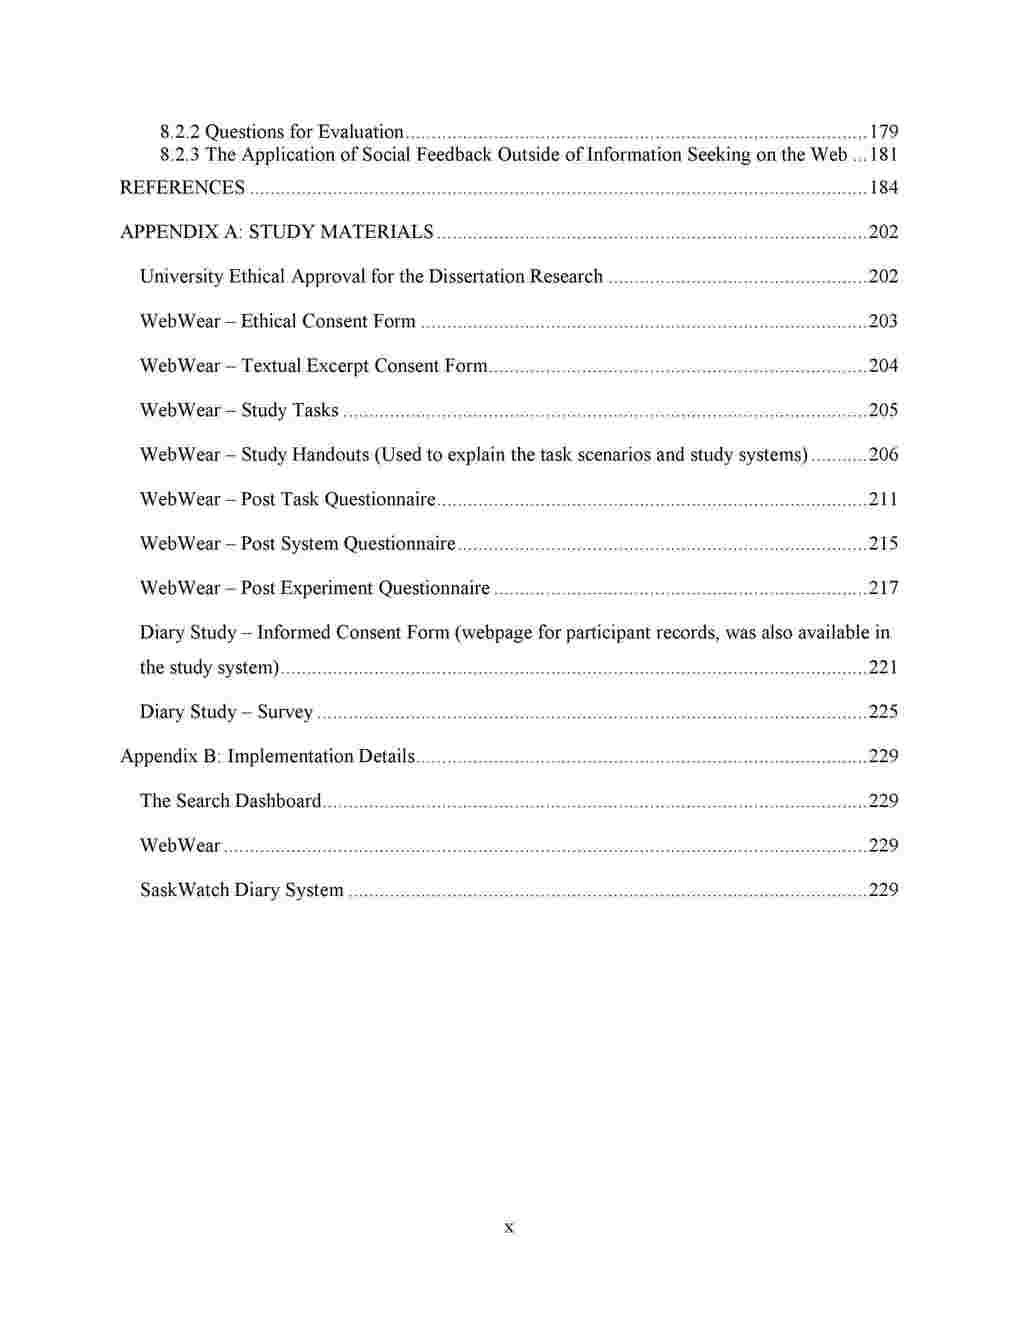 8.2.2 Questions for Evaluation........................................................................................179
8.2.3 The Application of Social Feedback Outside of Information Seeking on the Web ...181
REFERENCES ......................................................................................................................184
APPENDIX A: STUDY MATERIALS...................................................................................202
University Ethical Approval for the Dissertation Research ..................................................202
WebWear – Ethical Consent Form ......................................................................................203
WebWear – Textual Excerpt Consent Form.........................................................................204
WebWear – Study Tasks .....................................................................................................205
WebWear – Study Handouts (Used to explain the task scenarios and study systems)...........206
WebWear – Post Task Questionnaire...................................................................................211
WebWear – Post System Questionnaire...............................................................................215
WebWear – Post Experiment Questionnaire ........................................................................217
Diary Study – Informed Consent Form (webpage for participant records, was also available in
the study system).................................................................................................................221
Diary Study – Survey ..........................................................................................................225
Appendix B: Implementation Details.......................................................................................229
The Search Dashboard.........................................................................................................229
WebWear............................................................................................................................229
SaskWatch Diary System ....................................................................................................229
x